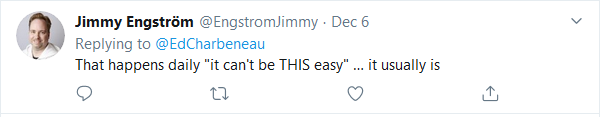 Jimmy Engström @EngstromJimmy · Dec 6
Replying to @EdCharbeneau
That happens daily "it can't be THIS easy" ... it usually is